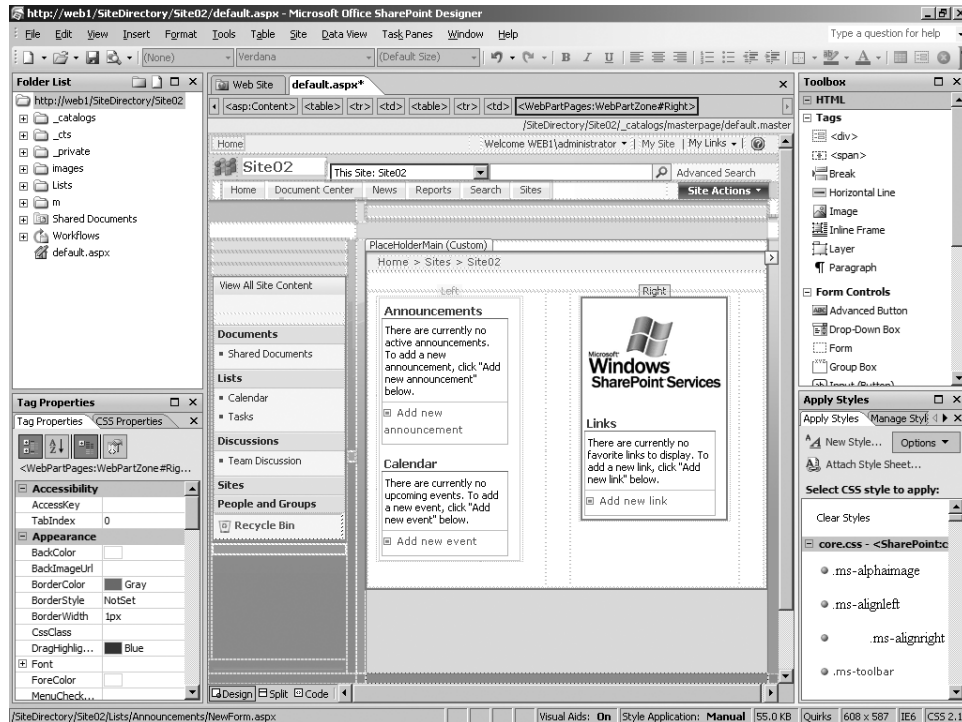 http://web1/SiteDirectory/Site02/default.aspx - Microsoft Office SharePoint Designer
File Edit View Insert Format Tools Table Site Data View Task Panes Window Help
Type a question for help
(None) Verdana (Default Size)
Folder List
http://web1/SiteDirectory/Site02
_catalogs
_cts
_private
images
Lists
m
Shared Documents
Workflows
default.aspx
Tag Properties
Tag Properties CSS Properties
<WebPartPages:WebPartZone#Rig...
Accessibility
AccessKey
TabIndex 0
Appearance
BackColor
BackImageUrl
BorderColor Gray
BorderStyle NotSet
BorderWidth 1px
CssClass
DragHighlig... Blue
Font
ForeColor
MenuCheck...
Web Site default.aspx*
<asp:Content> <table> <tr> <td> <table> <tr> <td> <WebPartPages:WebPartZone#Right>
/SiteDirectory/Site02/_catalogs/masterpage/default.master
Home Welcome WEB1\administrator My Site My Links
Site02 This Site: Site02 Advanced Search
Home Document Center News Reports Search Sites Site Actions
PlaceHolderMain (Custom)
Home > Sites > Site02
View All Site Content
Documents
Shared Documents
Lists
Calendar
Tasks
Discussions
Team Discussion
Sites
People and Groups
Recycle Bin
Left
Announcements
There are currently no
active announcements.
To add a new
announcement, click "Add
new announcement"
below.
Add new
announcement
Calendar
There are currently no
upcoming events. To add
a new event, click "Add
new event" below.
Add new event
Right
Microsoft
Windows
SharePoint Services
Links
There are currently no
favorite links to display. To
add a new link, click "Add
new link" below.
Add new link
Design Split Code
Toolbox
HTML
Tags
<div>
<span>
Break
Horizontal Line
Image
Inline Frame
Layer
Paragraph
Form Controls
Advanced Button
Drop-Down Box
Form
Group Box
Input (Button)
Apply Styles
Apply Styles Manage Styl
New Style... Options
Attach Style Sheet...
Select CSS style to apply:
Clear Styles
core.css - <SharePoint:c
.ms-alphaimage
.ms-alignleft
.ms-alignright
.ms-toolbar
/SiteDirectory/Site02/Lists/Announcements/NewForm.aspx Visual Aids: On Style Application: Manual 55.0 KB Quirks 608 x 587 IE6 CSS 2.1